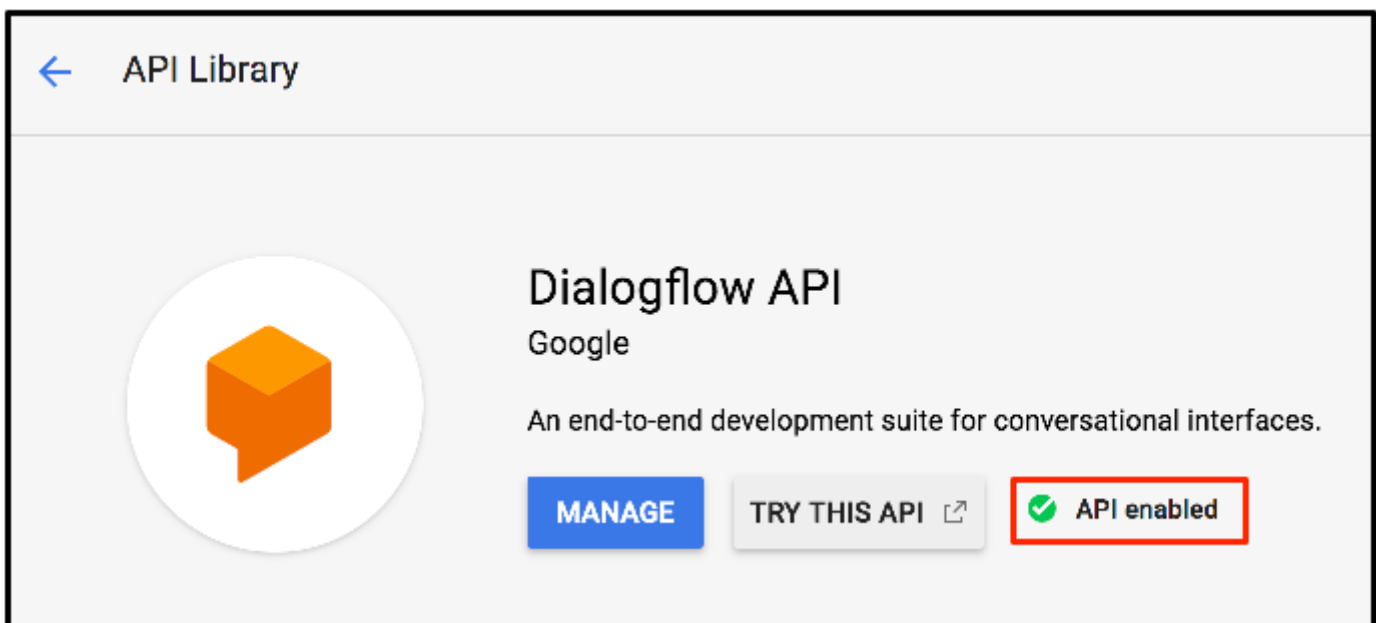 API Library
Dialogflow API
Google
An end-to-end development suite for conversational interfaces.
MANAGE
TRY THIS API
API enabled